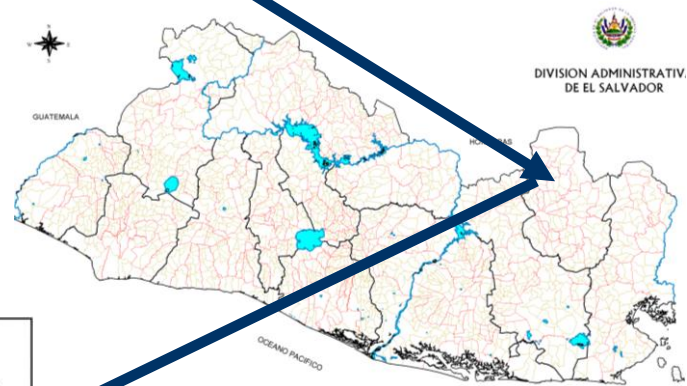 N
W E
S
DIVISION ADMINISTRATIVA
DE EL SALVADOR
GUATEMALA
OCEANO PACIFICO